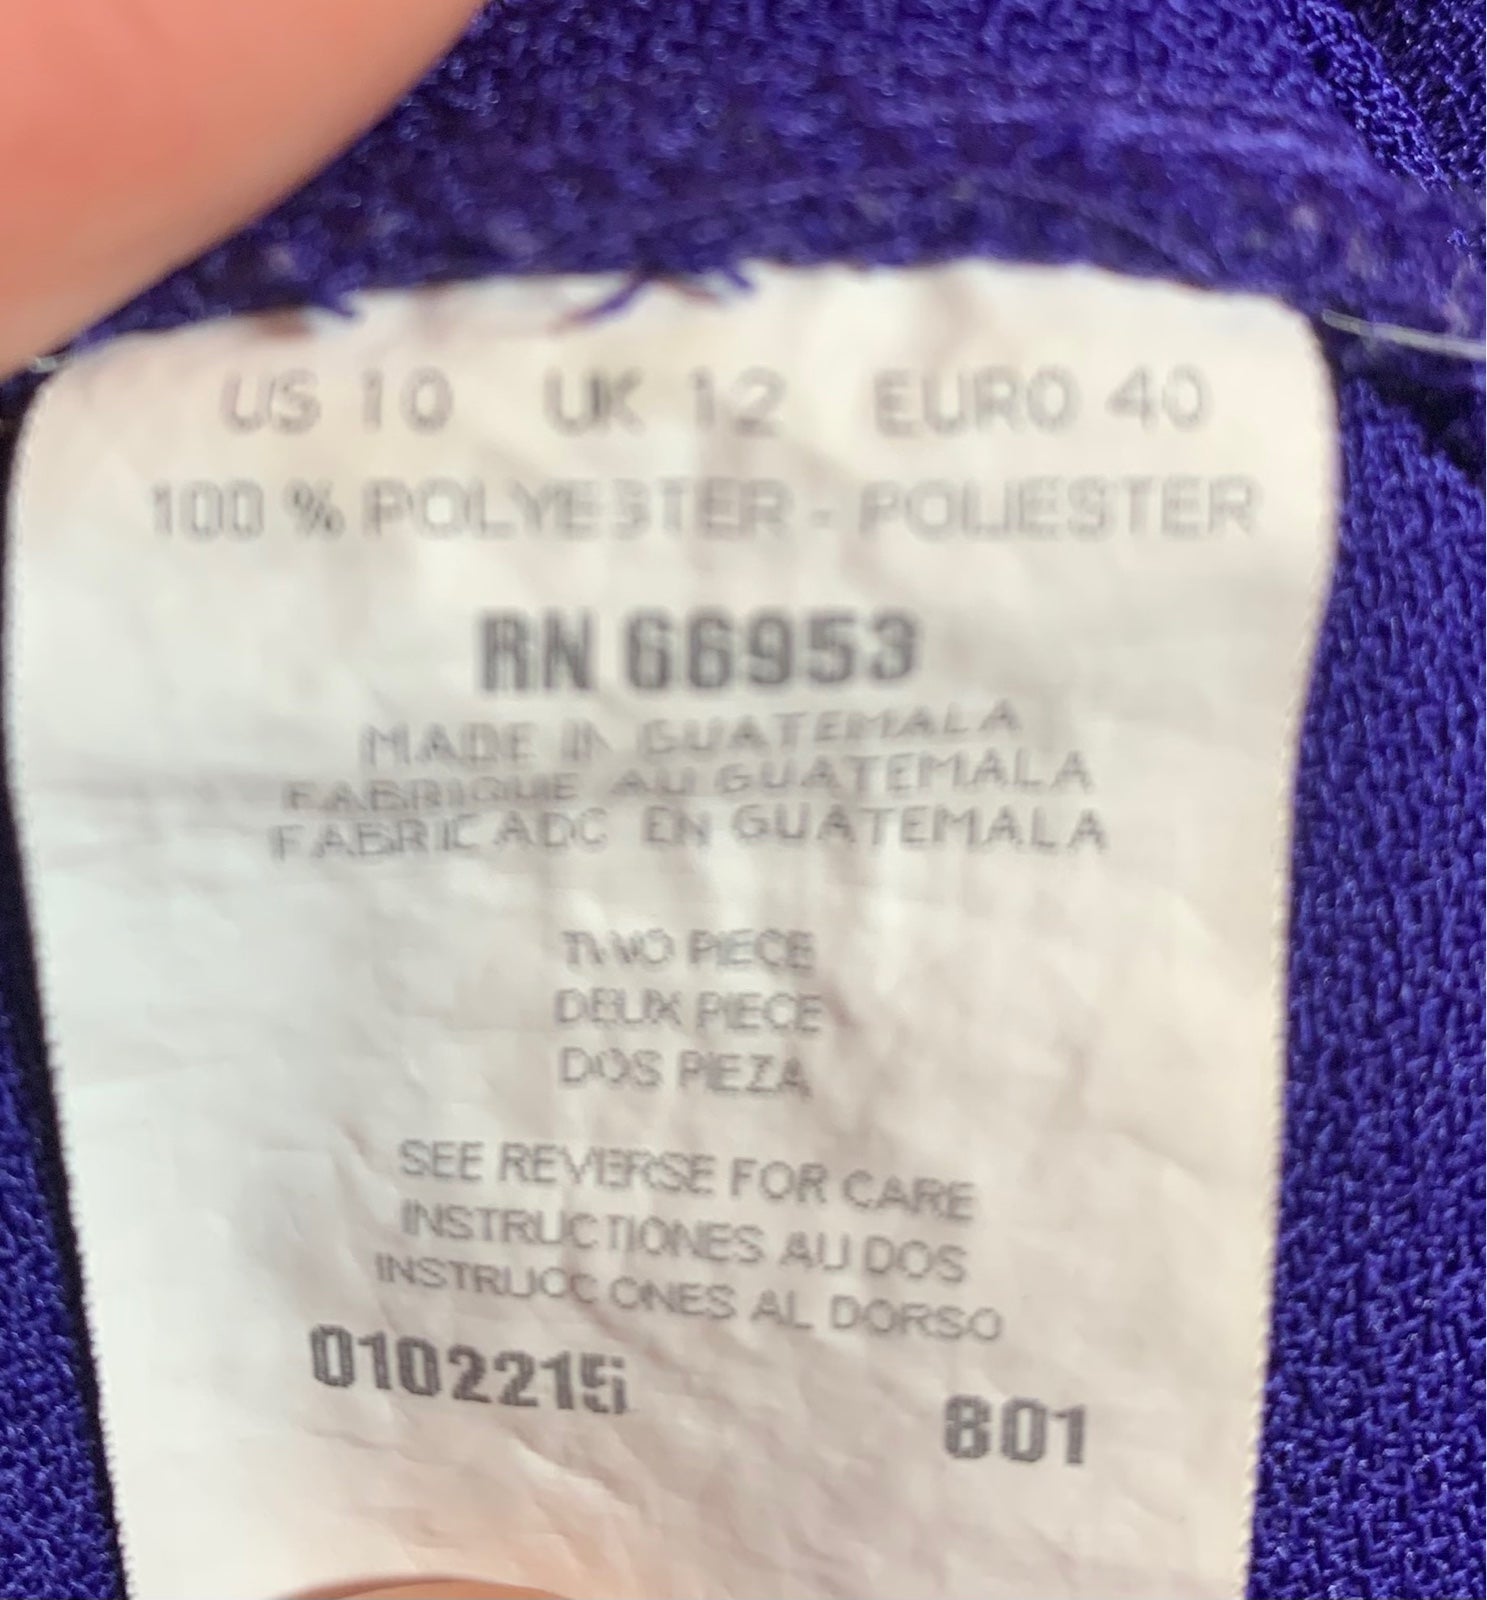 US 10 UK 12 EURO 40
100 % POLYESTER - POLIESTER
RN 66953
MADE IN GUATEMALA
FABRIQUE AU GUATEMALA
FABRICADO EN GUATEMALA
TWO PIECE
DEUX PIECE
DOS PIEZA
SEE REVERSE FOR CARE
INSTRUCTIONES AU DOS
INSTRUCCIONES AL DORSO
0102215
801